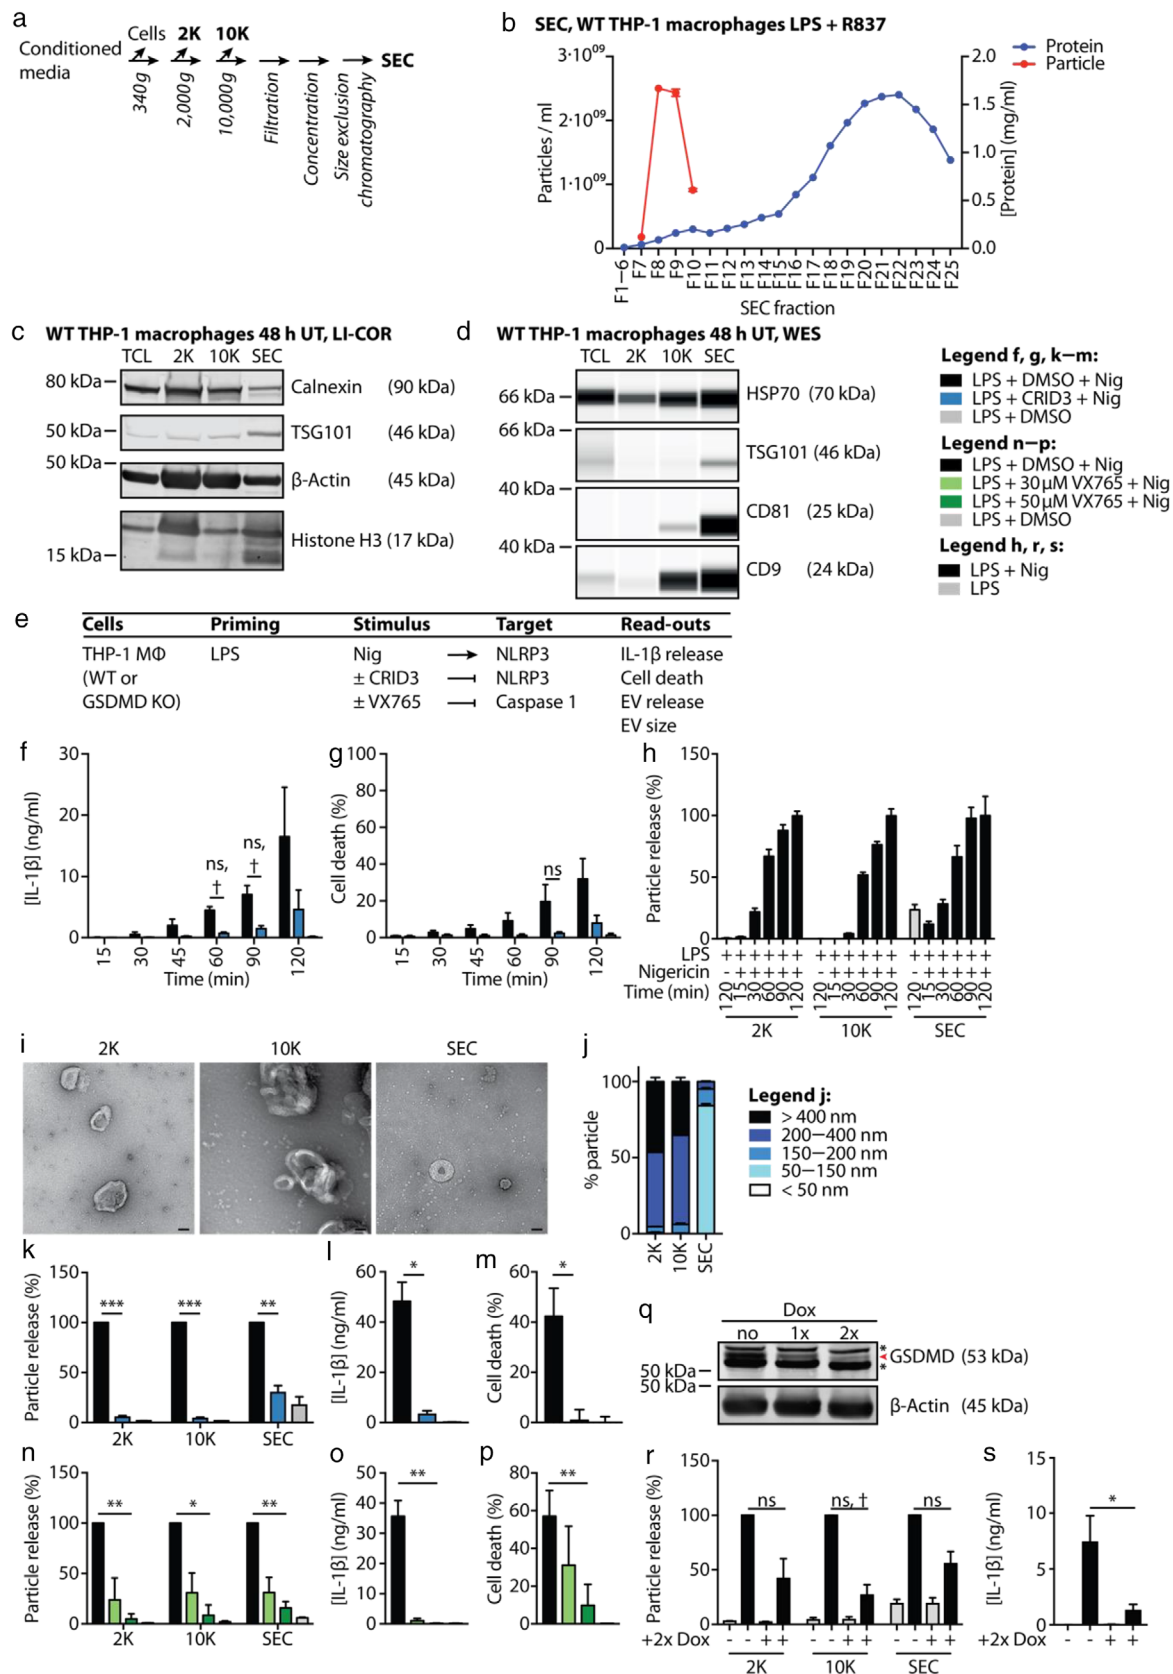 a
Conditioned media
Cells 2K 10K
340g 2,000g 10,000g Filtration Concentration Size exclusion chromatography
SEC
b
SEC, WT THP-1 macrophages LPS + R837
3·10⁰⁹
2·10⁰⁹
1·10⁰⁹
0
Particles / ml
2.0
1.5
1.0
0.5
0.0
[Protein] (mg/ml)
Protein
Particle
F1–6 F7 F8 F9 F10 F11 F12 F13 F14 F15 F16 F17 F18 F19 F20 F21 F22 F23 F24 F25
SEC fraction
c
WT THP-1 macrophages 48 h UT, LI-COR
TCL 2K 10K SEC
80 kDa Calnexin (90 kDa)
50 kDa TSG101 (46 kDa)
50 kDa β-Actin (45 kDa)
15 kDa Histone H3 (17 kDa)
d
WT THP-1 macrophages 48 h UT, WES
TCL 2K 10K SEC
66 kDa HSP70 (70 kDa)
66 kDa TSG101 (46 kDa)
40 kDa CD81 (25 kDa)
40 kDa CD9 (24 kDa)
Legend f, g, k–m:
LPS + DMSO + Nig
LPS + CRID3 + Nig
LPS + DMSO
Legend n–p:
LPS + DMSO + Nig
LPS + 30 µM VX765 + Nig
LPS + 50 µM VX765 + Nig
LPS + DMSO
Legend h, r, s:
LPS + Nig
LPS
e
Cells Priming Stimulus Target Read-outs
THP-1 MΦ LPS Nig NLRP3 IL-1β release
(WT or ± CRID3 NLRP3 Cell death
GSDMD KO) ± VX765 Caspase 1 EV release
EV size
f
30
20
10
0
[IL-1β] (ng/ml)
ns, †
ns, †
15 30 45 60 90 120
Time (min)
g
100
80
60
40
20
0
Cell death (%)
ns
15 30 45 60 90 120
Time (min)
h
150
100
50
0
Particle release (%)
LPS + + + + + + + + + + + + + + + + + +
Nigericin - + + + + + - + + + + + - + + + + +
Time (min) 120 15 30 60 90 120 120 15 30 60 90 120 120 15 30 60 90 120
2K 10K SEC
i
2K 10K SEC
j
100
50
0
% particle
2K 10K SEC
Legend j:
> 400 nm
200–400 nm
150–200 nm
50–150 nm
< 50 nm
k
150
100
50
0
Particle release (%)
*** *** **
2K 10K SEC
l
60
40
20
0
[IL-1β] (ng/ml)
*
m
60
40
20
0
Cell death (%)
*
q
Dox
no 1x 2x
50 kDa
* * GSDMD (53 kDa)
50 kDa
β-Actin (45 kDa)
n
150
100
50
0
Particle release (%)
** * **
2K 10K SEC
o
50
40
30
20
10
0
[IL-1β] (ng/ml)
**
p
80
60
40
20
0
Cell death (%)
**
r
150
100
50
0
Particle release (%)
ns ns, † ns
+2x Dox - - + + - - + + - - + +
2K 10K SEC
s
15
10
5
0
[IL-1β] (ng/ml)
*
+2x Dox - - + +